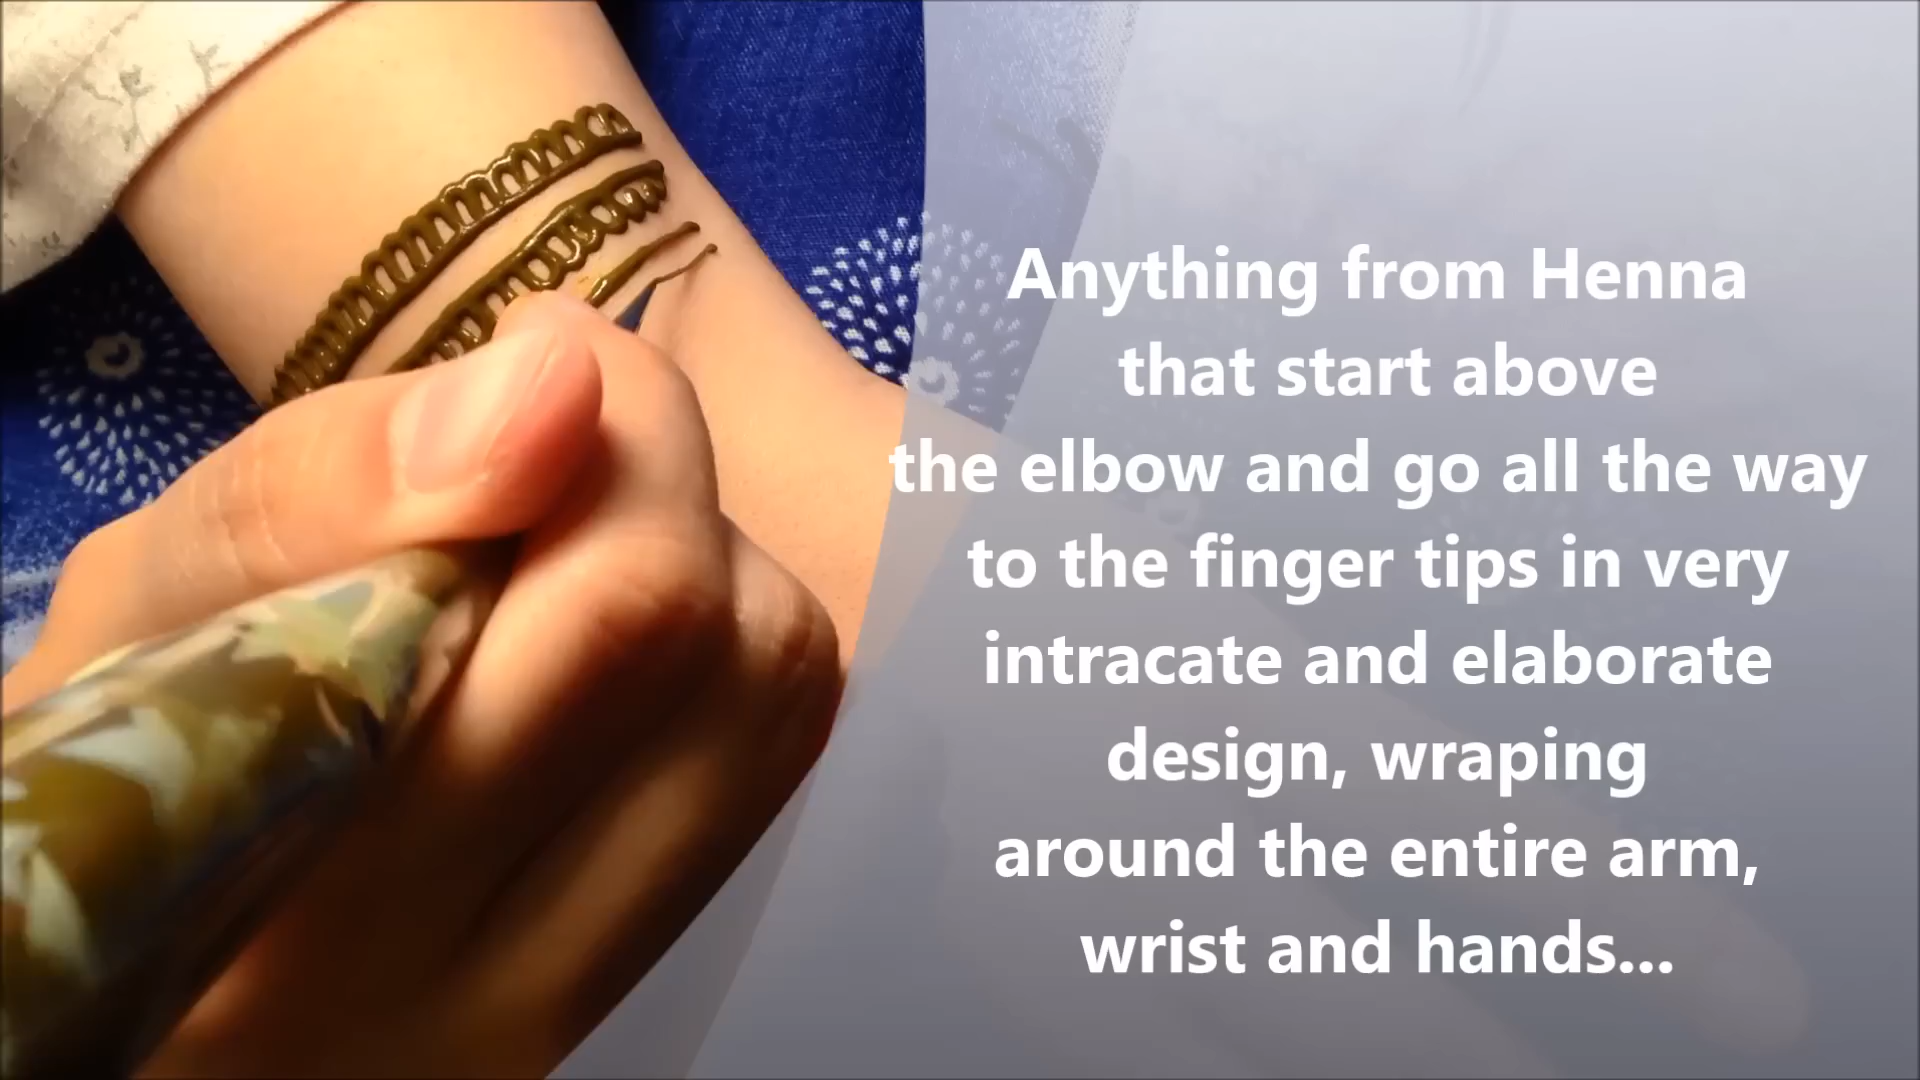 Anything from Henna
that start above
the elbow and go all the way
to the finger tips in very
intracate and elaborate
design, wraping
around the entire arm,
wrist and hands...